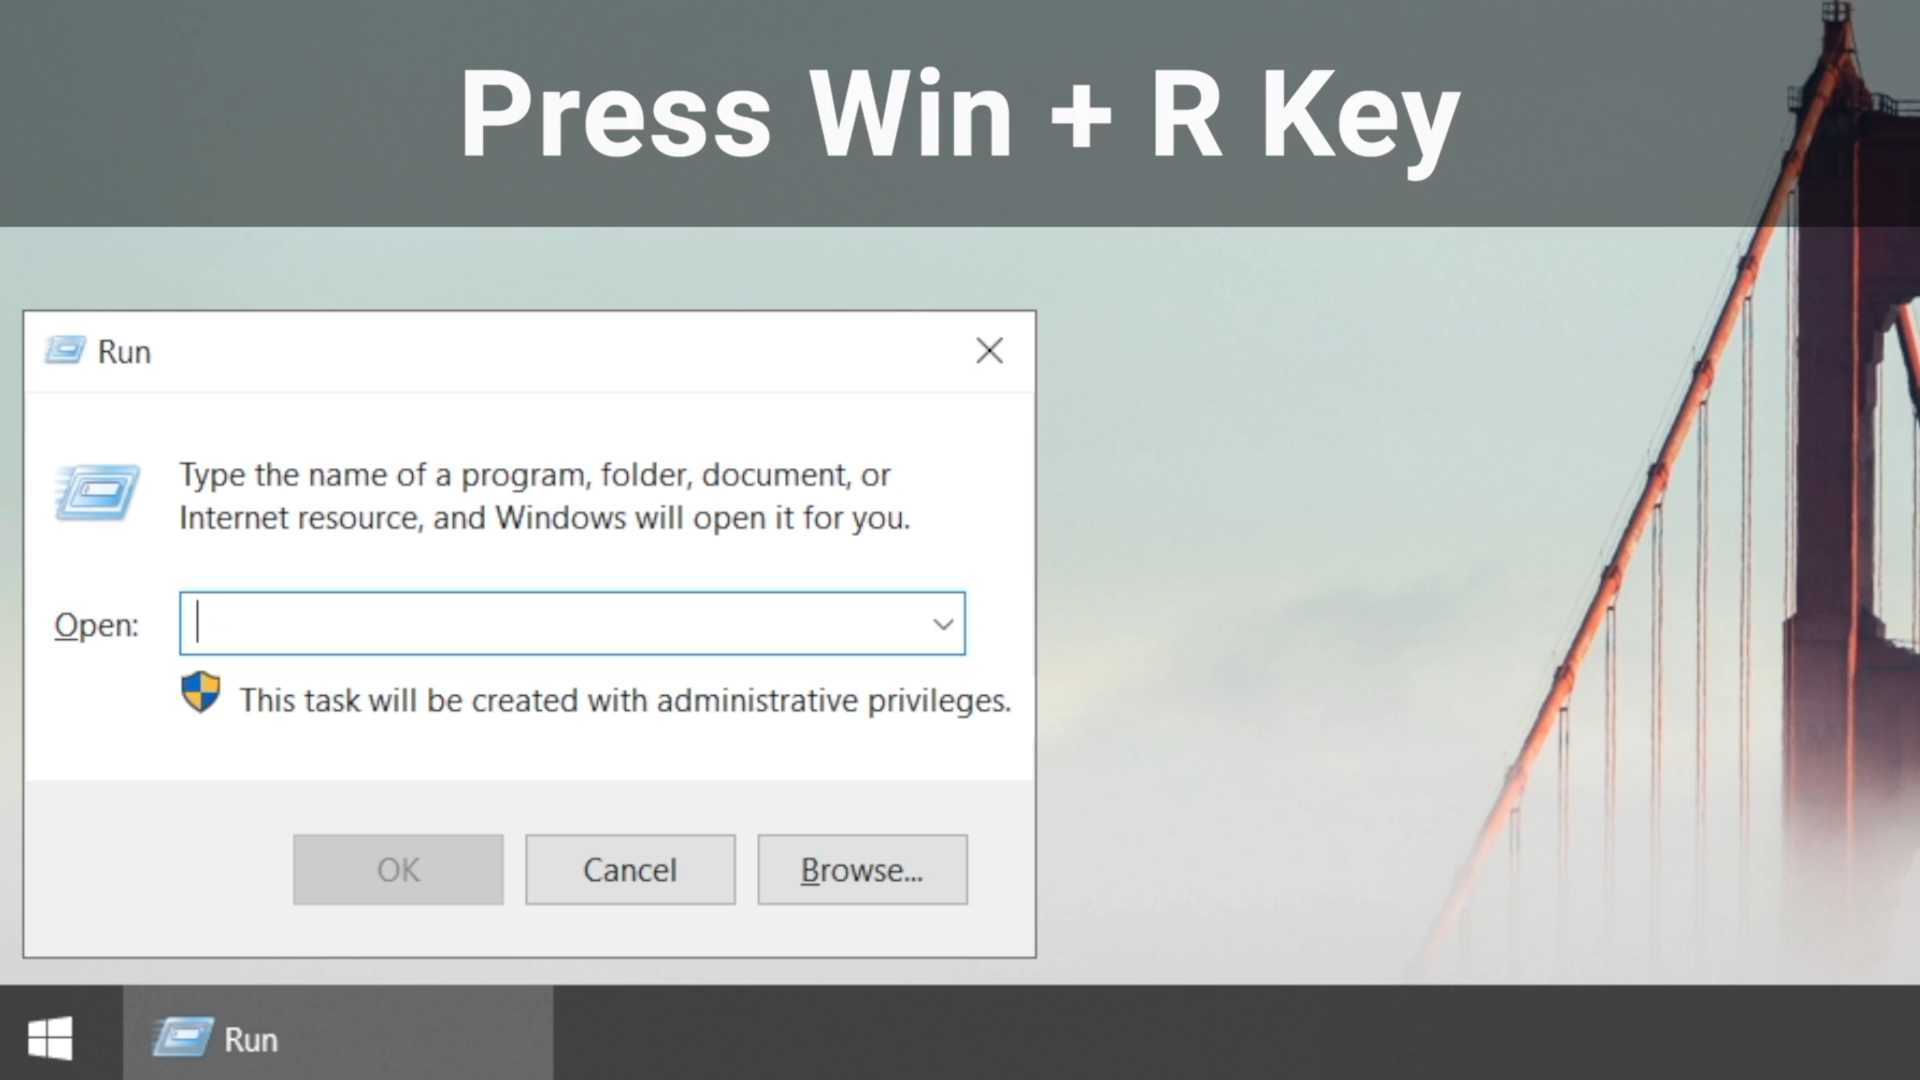 Press Win + R Key
Run
Type the name of a program, folder, document, or
Internet resource, and Windows will open it for you.
Open:
This task will be created with administrative privileges.
OK
Cancel
Browse...
Run